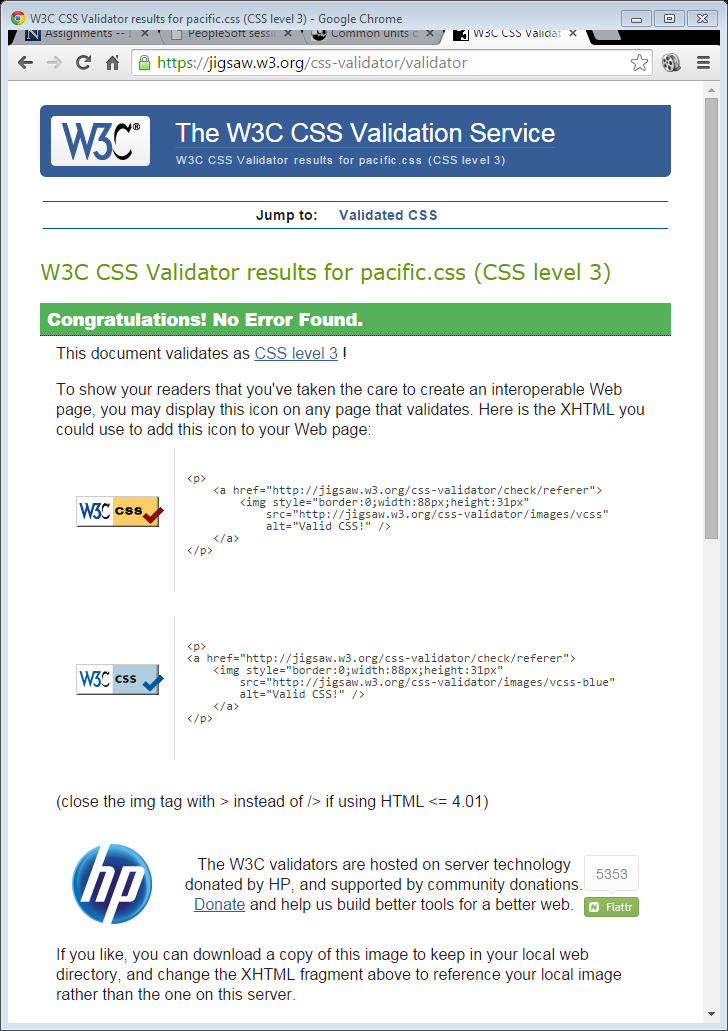 W3C CSS Validator results for pacific.css (CSS level 3) - Google Chrome
Assignments -- PeopleSoft sessi Common units c W3C CSS Validat
https://jigsaw.w3.org/css-validator/validator
W3C® The W3C CSS Validation Service
W3C CSS Validator results for pacific.css (CSS level 3)
Jump to: Validated CSS
W3C CSS Validator results for pacific.css (CSS level 3)
Congratulations! No Error Found.
This document validates as CSS level 3 !
To show your readers that you've taken the care to create an interoperable Web
page, you may display this icon on any page that validates. Here is the XHTML you
could use to add this icon to your Web page:
W3C css
<p>
<a href="http://jigsaw.w3.org/css-validator/check/referer">
<img style="border:0;width:88px;height:31px"
src="http://jigsaw.w3.org/css-validator/images/vcss"
alt="Valid CSS!" />
</a>
</p>
W3C css
<p>
<a href="http://jigsaw.w3.org/css-validator/check/referer">
<img style="border:0;width:88px;height:31px"
src="http://jigsaw.w3.org/css-validator/images/vcss-blue"
alt="Valid CSS!" />
</a>
</p>
(close the img tag with > instead of /> if using HTML <= 4.01)
hp
The W3C validators are hosted on server technology
donated by HP, and supported by community donations.
Donate and help us build better tools for a better web.
5353
Flattr
If you like, you can download a copy of this image to keep in your local web
directory, and change the XHTML fragment above to reference your local image
rather than the one on this server.